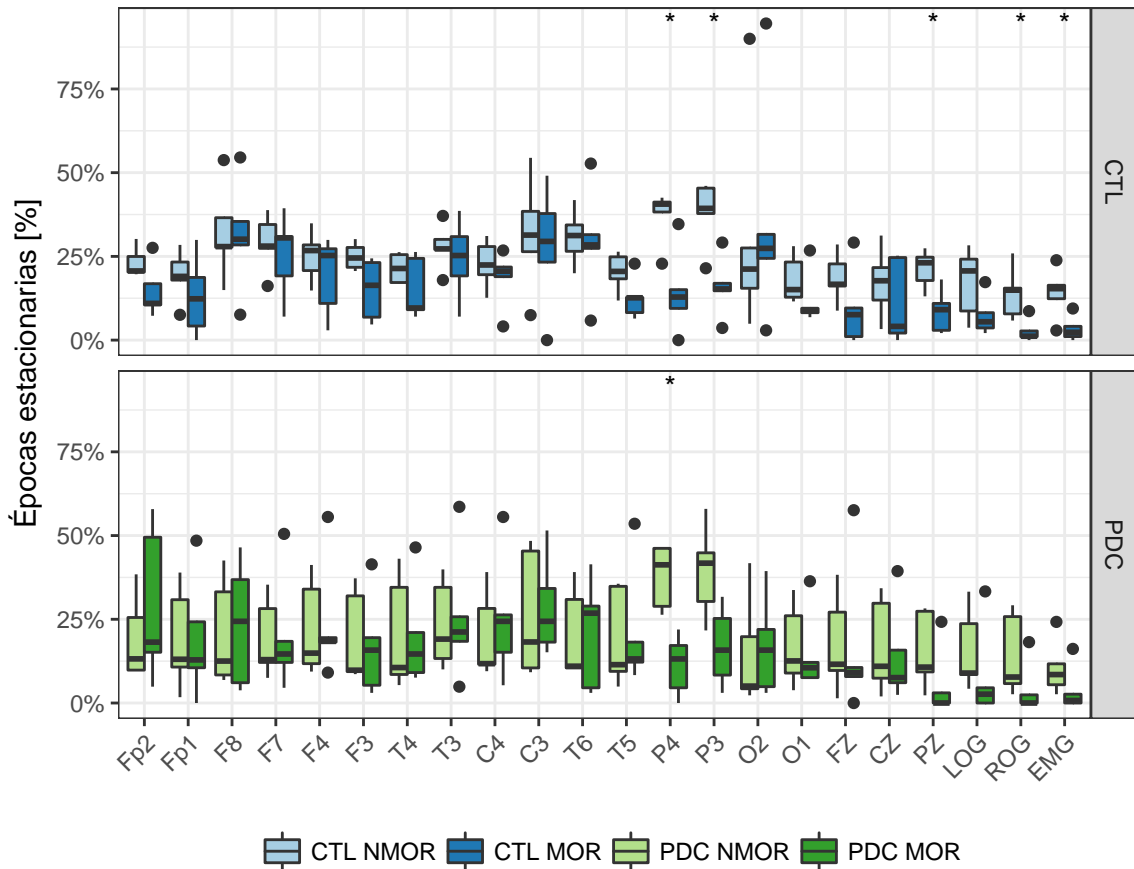 Épocas estacionarias [%]
* * * * *
75%
50%
25%
0%
CTL
*
75%
50%
25%
0%
PDC
Fp2 Fp1 F8 F7 F4 F3 T4 T3 C4 C3 T6 T5 P4 P3 O2 O1 FZ CZ PZ LOG ROG EMG
CTL NMOR CTL MOR PDC NMOR PDC MOR